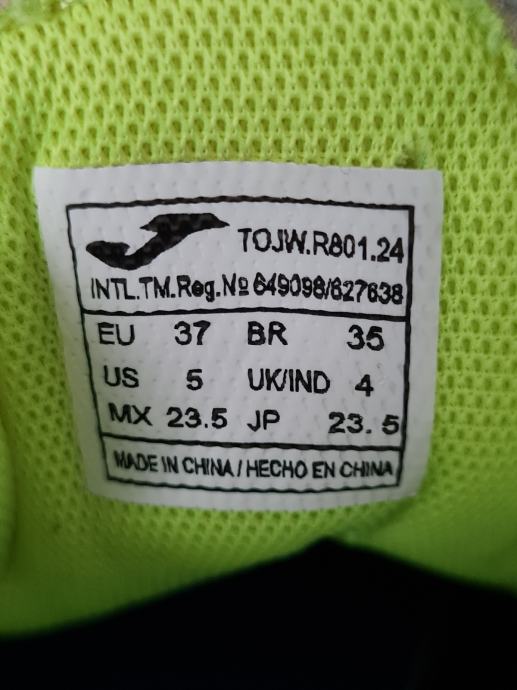 TOJW.R801.24
INTL.TM.Reg.Nº 649098/627638
EU 37 BR 35
US 5 UK/IND 4
MX 23.5 JP 23.5
MADE IN CHINA / HECHO EN CHINA